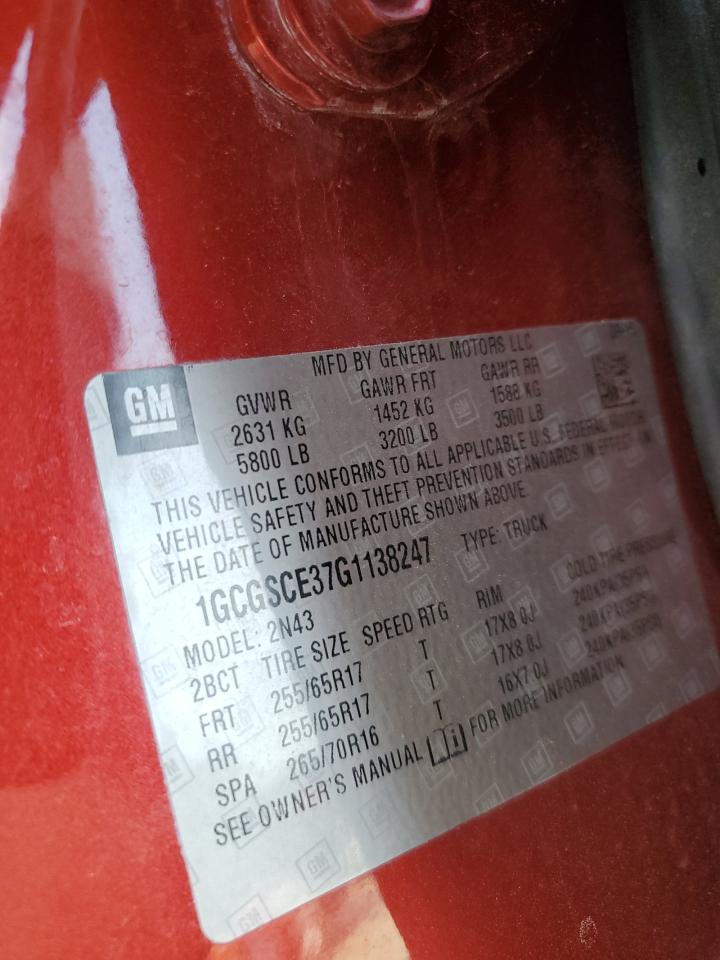 MFD BY GENERAL MOTORS LLC
GM
GVWR GAWR FRT GAWR RR
2631 KG 1452 KG 1588 KG
5800 LB 3200 LB 3500 LB
THIS VEHICLE CONFORMS TO ALL APPLICABLE U.S. FEDERAL MOTOR
VEHICLE SAFETY AND THEFT PREVENTION STANDARDS IN EFFECT ON
THE DATE OF MANUFACTURE SHOWN ABOVE.
1GCGSCE37G1138247 TYPE: TRUCK
MODEL: 2N43
2BCT TIRE SIZE SPEED RTG RIM COLD TIRE PRESSURE
FRT 255/65R17 T 17X8.0J 240KPA(35PSI)
RR 255/65R17 T 17X8.0J 240KPA(35PSI)
SPA 265/70R16 T 16X7.0J 240KPA(35PSI)
SEE OWNER'S MANUAL FOR MORE INFORMATION